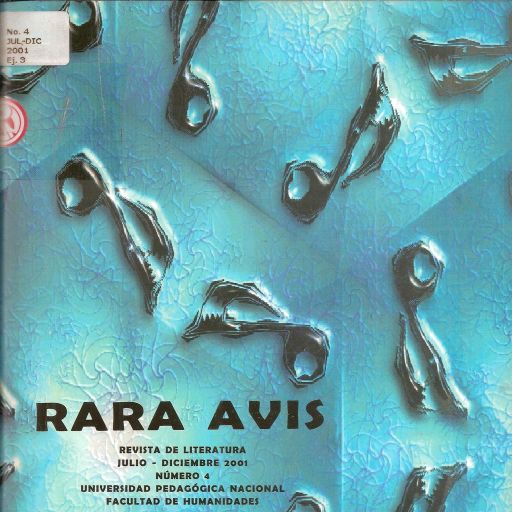 No. 4
JUL-DIC
2001
Ej. 3
RARA AVIS
REVISTA DE LITERATURA
JULIO - DICIEMBRE 2001
NÚMERO 4
UNIVERSIDAD PEDAGÓGICA NACIONAL
FACULTAD DE HUMANIDADES